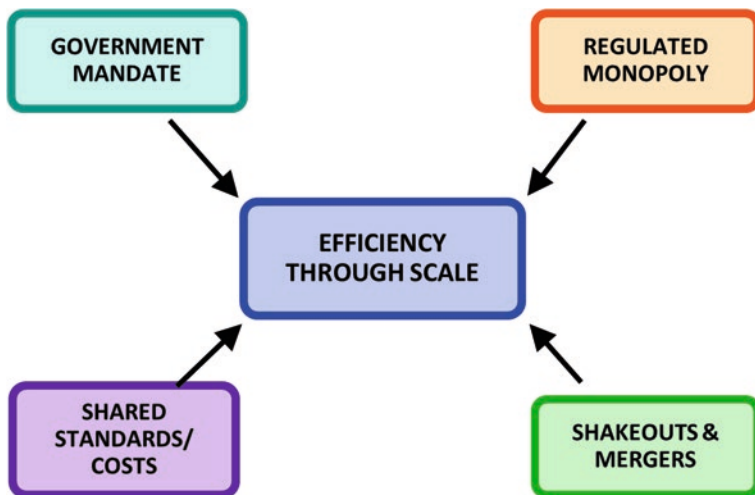 GOVERNMENT
MANDATE
REGULATED
MONOPOLY
EFFICIENCY
THROUGH SCALE
SHARED
STANDARDS/
COSTS
SHAKEOUTS &
MERGERS